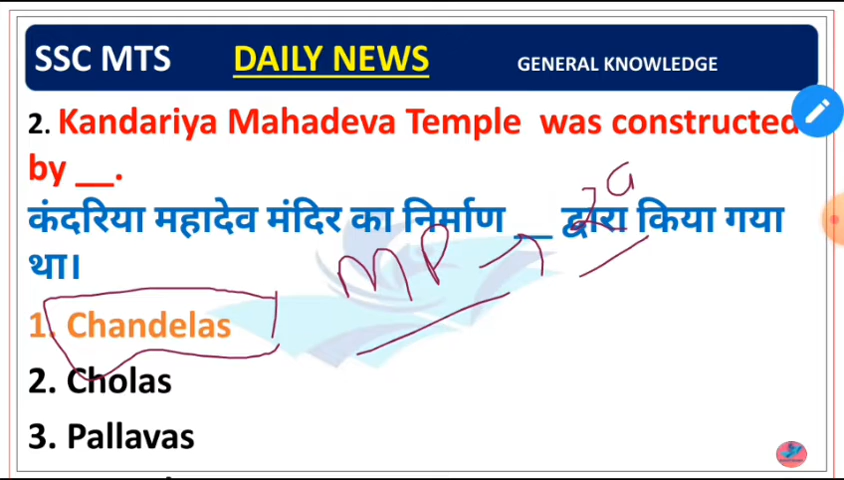 SSC MTS DAILY NEWS GENERAL KNOWLEDGE
2. Kandariya Mahadeva Temple was constructed
by __.
कंदरिया महादेव मंदिर का निर्माण __ द्वारा किया गया
था।
MP
1. Chandelas
2. Cholas
3. Pallavas